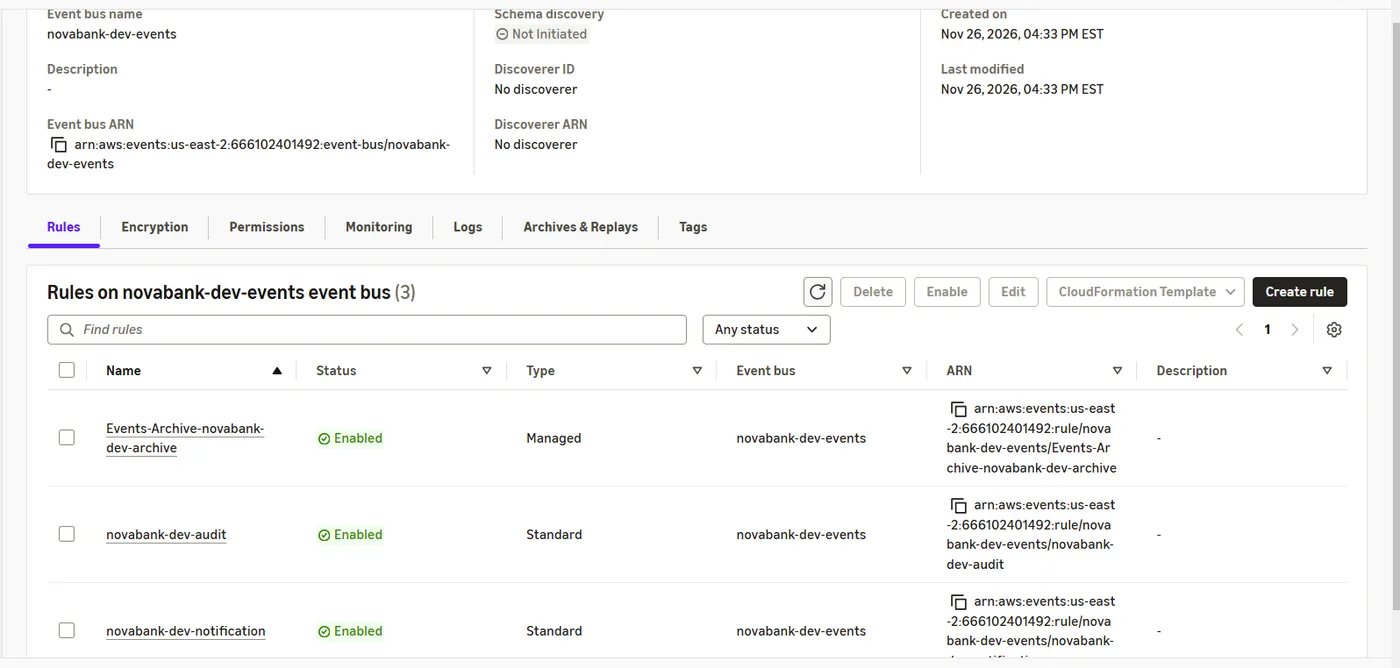 Event bus name
novabank-dev-events
Description
-
Event bus ARN
arn:aws:events:us-east-2:666102401492:event-bus/novabank-
dev-events
Schema discovery
Not Initiated
Discoverer ID
No discoverer
Discoverer ARN
No discoverer
Created on
Nov 26, 2026, 04:33 PM EST
Last modified
Nov 26, 2026, 04:33 PM EST
Rules
Encryption
Permissions
Monitoring
Logs
Archives & Replays
Tags
Rules on novabank-dev-events event bus (3)
Delete
Enable
Edit
CloudFormation Template
Create rule
Find rules
Any status
1
Name
Status
Type
Event bus
ARN
Description
Events-Archive-novabank-
dev-archive
Enabled
Managed
novabank-dev-events
arn:aws:events:us-east
-2:666102401492:rule/nova
bank-dev-events/Events-Ar
chive-novabank-dev-archive
-
novabank-dev-audit
Enabled
Standard
novabank-dev-events
arn:aws:events:us-east
-2:666102401492:rule/nova
bank-dev-events/novabank-
dev-audit
-
novabank-dev-notification
Enabled
Standard
novabank-dev-events
arn:aws:events:us-east
-2:666102401492:rule/nova
bank-dev-events/novabank-
-